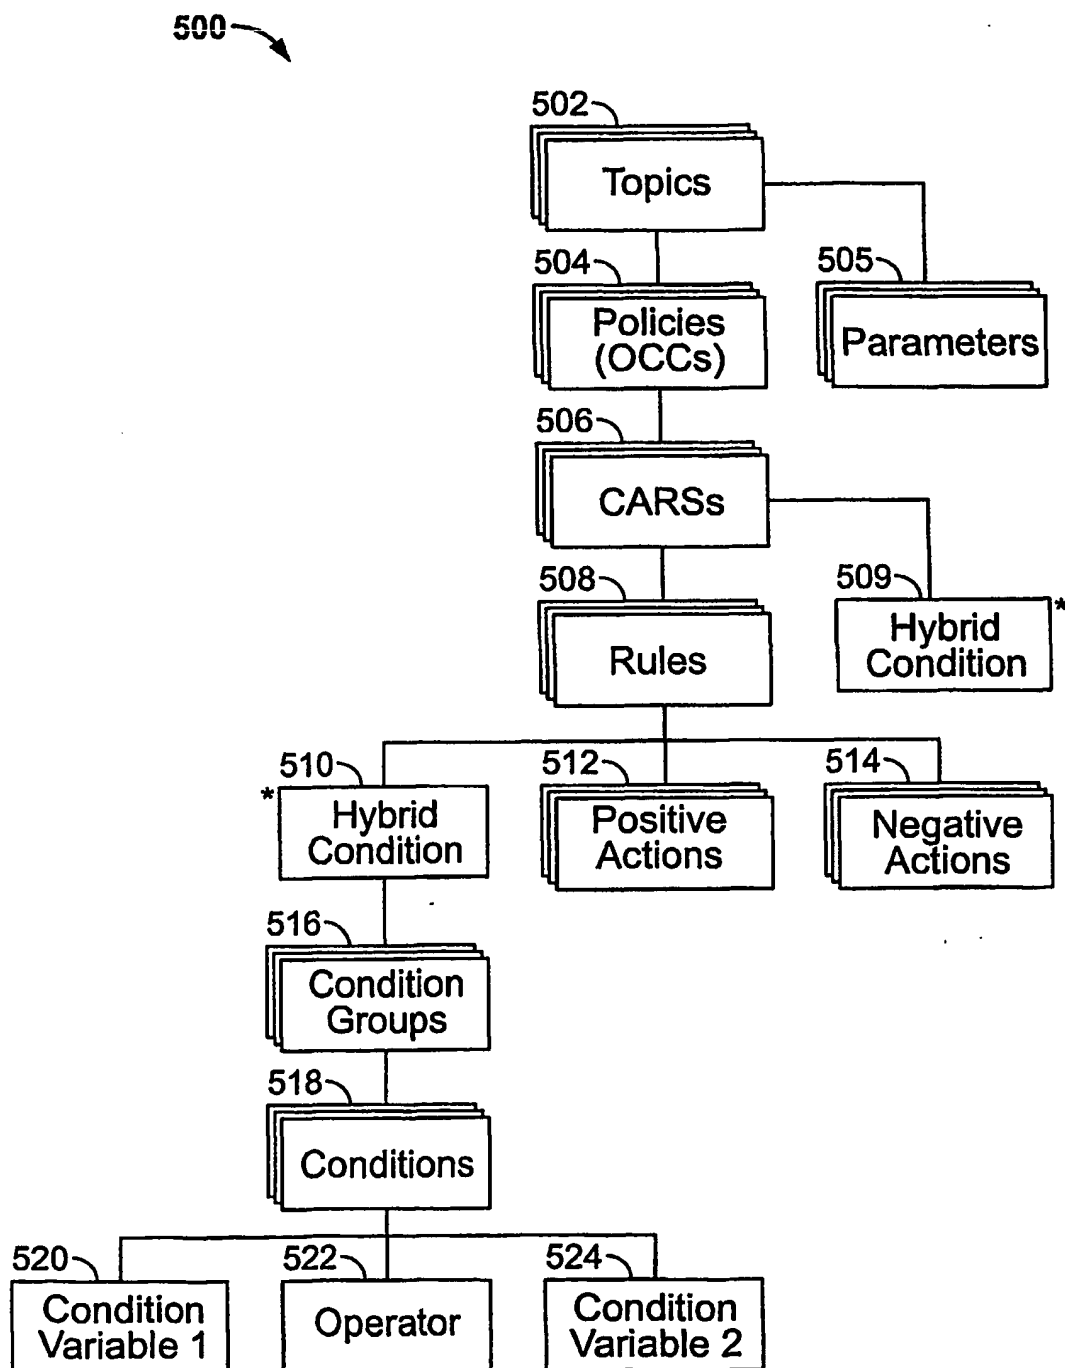 500
502
Topics
504
505
Policies
(OCCs)
Parameters
506
CARSs
508
509
Rules
Hybrid
Condition
*
510
512
514
*
Hybrid
Condition
Positive
Actions
Negative
Actions
516
Condition
Groups
518
Conditions
520
522
524
Condition
Variable 1
Operator
Condition
Variable 2